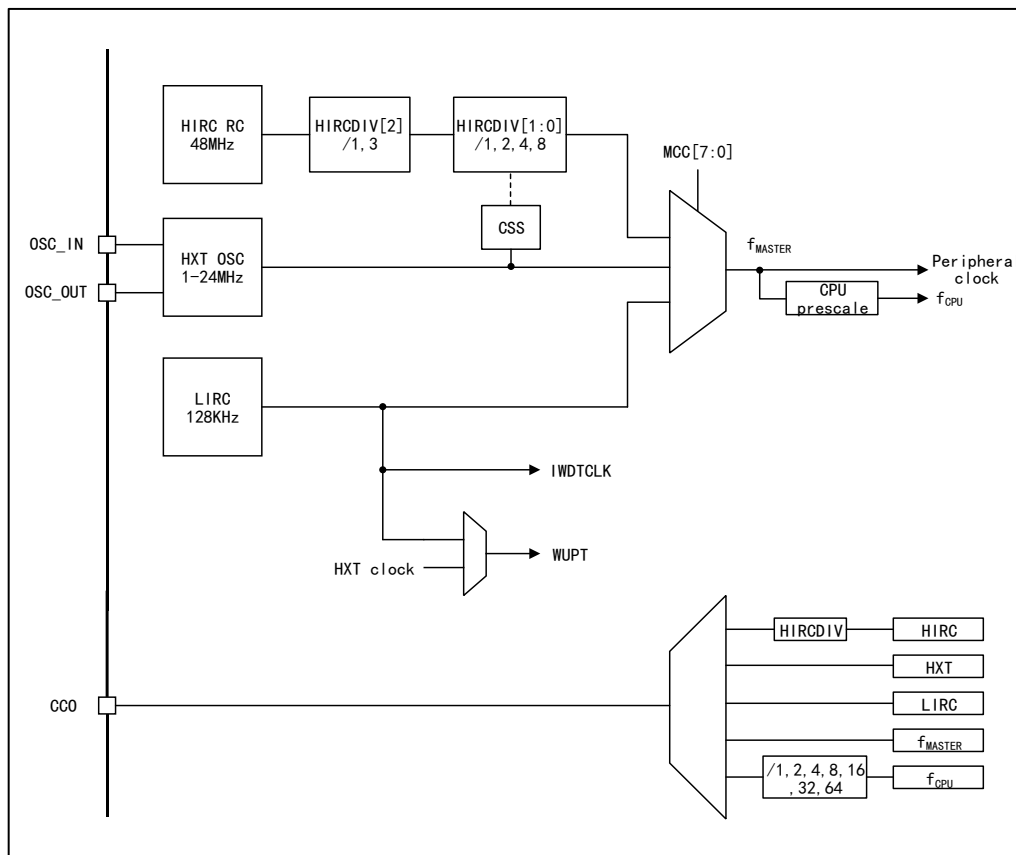 HIRC RC
48MHz
HIRCDIV[2]
/1,3
HIRCDIV[1:0]
/1,2,4,8
MCC[7:0]
CSS
OSC_IN
OSC_OUT
HXT OSC
1-24MHz
fMASTER
Periphera
clock
CPU
prescale
fCPU
LIRC
128KHz
IWDTCLK
HXT clock
WUPT
CCO
HIRCDIV
HIRC
HXT
LIRC
fMASTER
/1,2,4,8,16
,32,64
fCPU